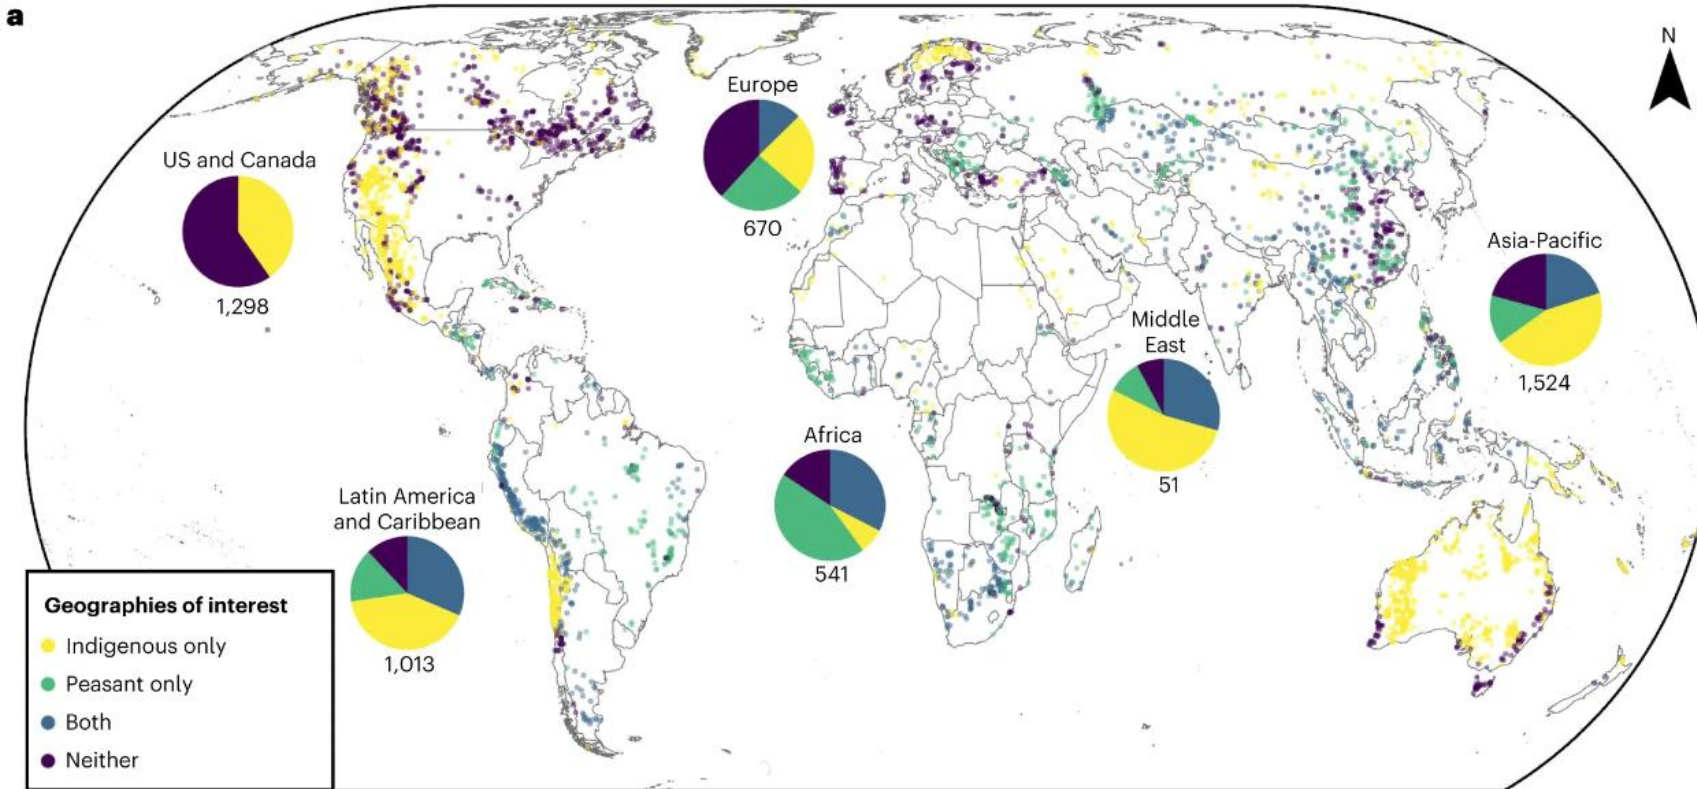 a
N
Europe
670
US and Canada
1,298
Asia-Pacific
1,524
Middle
East
51
Africa
541
Latin America
and Caribbean
1,013
Geographies of interest
Indigenous only
Peasant only
Both
Neither